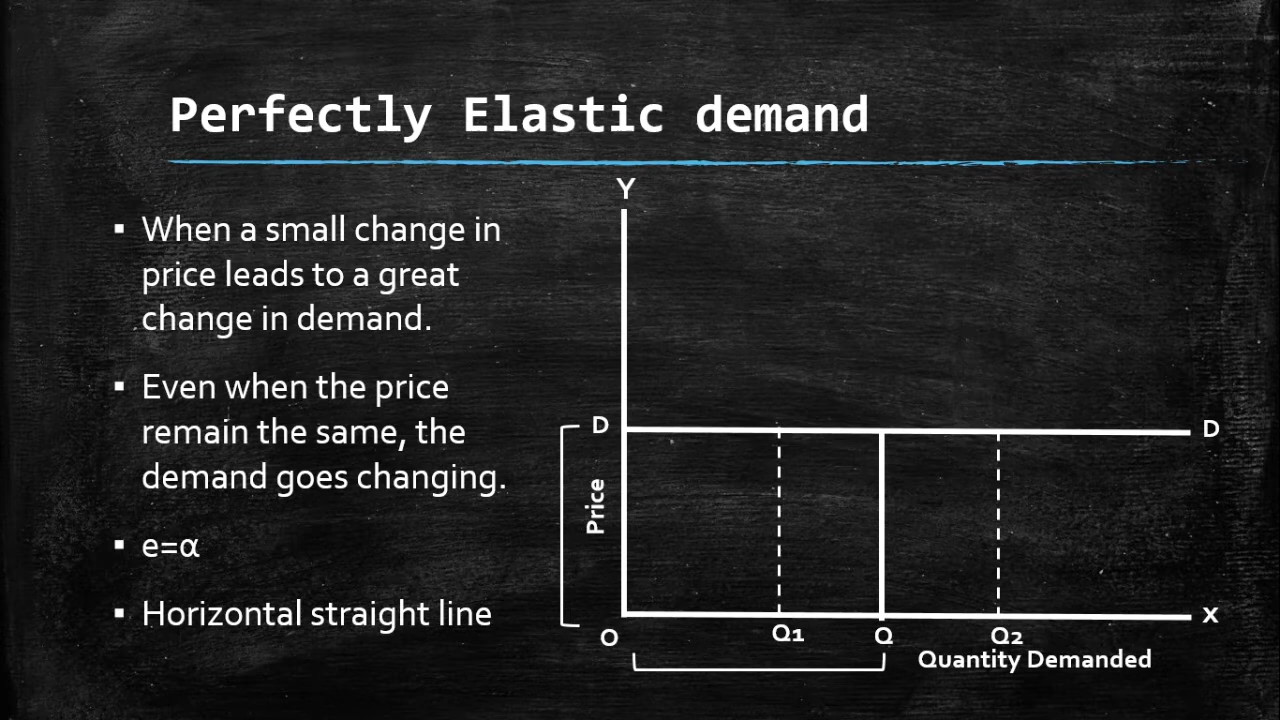 Perfectly Elastic demand
▪ When a small change in
price leads to a great
change in demand.
▪ Even when the price
remain the same, the
demand goes changing.
▪ e=α
▪ Horizontal straight line
Y
D
D
Price
O
Q1
Q
Q2
X
Quantity Demanded